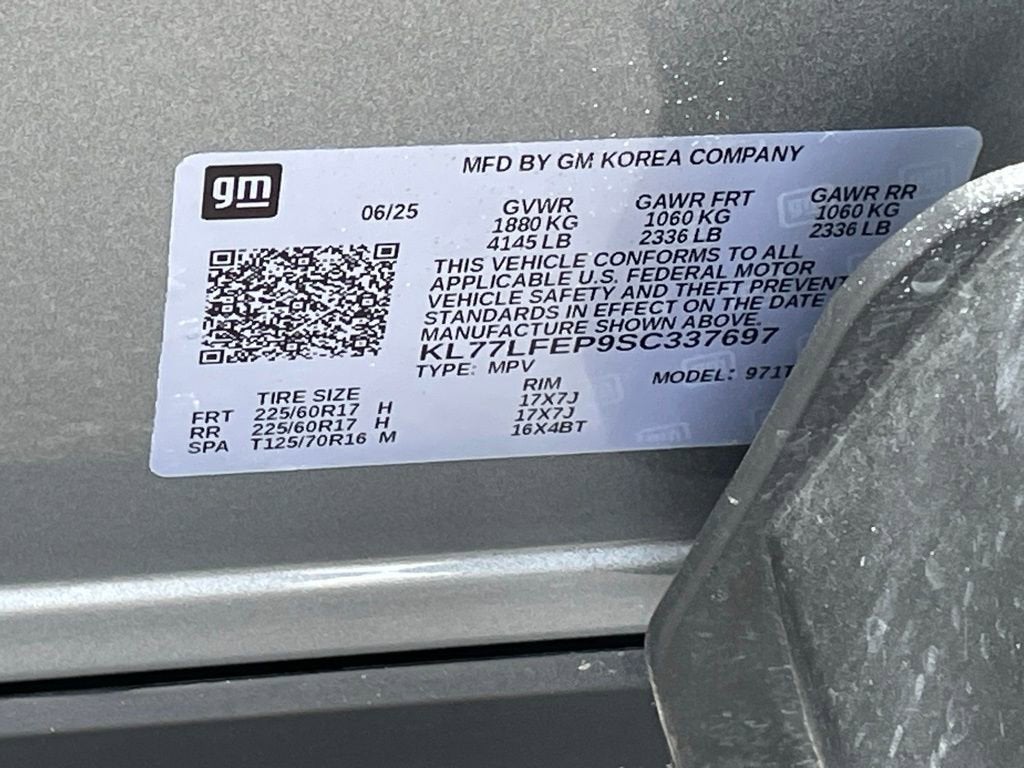 gm
MFD BY GM KOREA COMPANY
06/25
GVWR GAWR FRT GAWR RR
1880 KG 1060 KG 1060 KG
4145 LB 2336 LB 2336 LB
THIS VEHICLE CONFORMS TO ALL
APPLICABLE U.S. FEDERAL MOTOR
VEHICLE SAFETY AND THEFT PREVENT
STANDARDS IN EFFECT ON THE DATE
MANUFACTURE SHOWN ABOVE.
KL77LFEP9SC337697
TYPE: MPV MODEL: 971T
TIRE SIZE RIM
FRT 225/60R17 H 17X7J
RR 225/60R17 H 17X7J
SPA T125/70R16 M 16X4BT